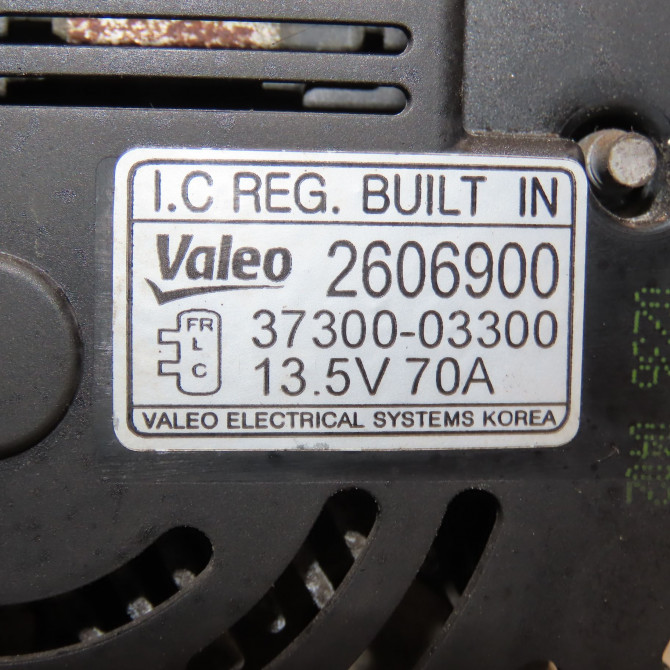 I.C REG. BUILT IN
Valeo 2606900
FR
L
C
37300-03300
13.5V 70A
VALEO ELECTRICAL SYSTEMS KOREA